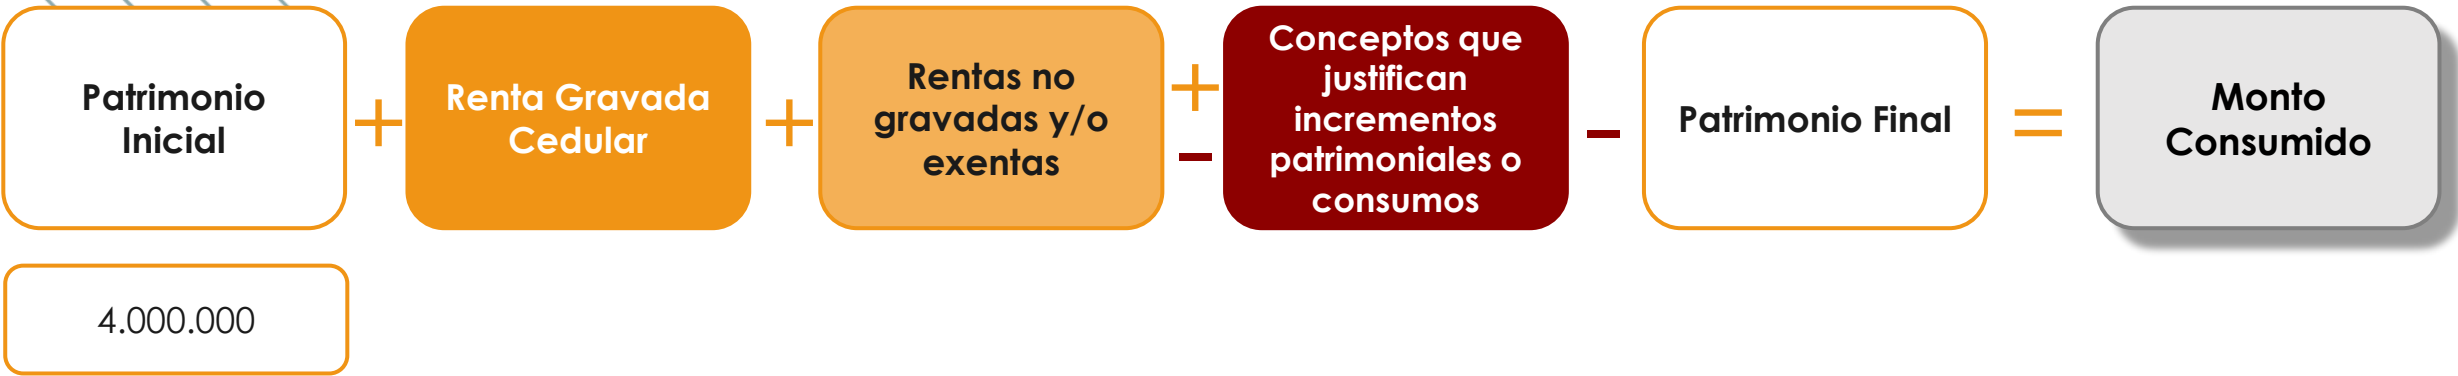 Patrimonio
Inicial
+
Renta Gravada
Cedular
+
Rentas no
gravadas y/o
exentas
+
-
Conceptos que
justifican
incrementos
patrimoniales o
consumos
-
Patrimonio Final
=
Monto
Consumido
4.000.000